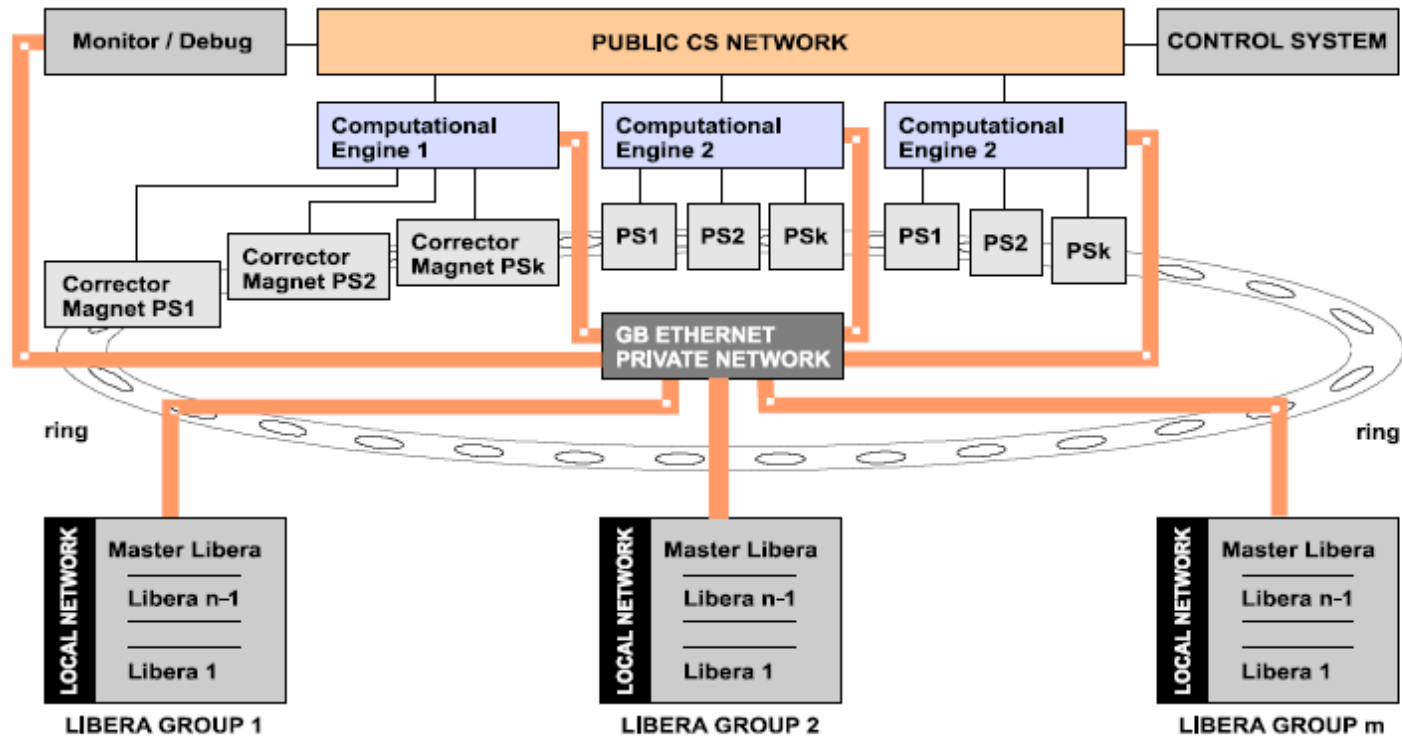 Monitor / Debug
PUBLIC CS NETWORK
CONTROL SYSTEM
Computational
Engine 1
Computational
Engine 2
Computational
Engine 2
Corrector
Magnet PS1
Corrector
Magnet PS2
Corrector
Magnet PSk
PS1
PS2
PSk
PS1
PS2
PSk
GB ETHERNET
PRIVATE NETWORK
ring
ring
LOCAL NETWORK
Master Libera
Libera n-1
Libera 1
LIBERA GROUP 1
LOCAL NETWORK
Master Libera
Libera n-1
Libera 1
LIBERA GROUP 2
LOCAL NETWORK
Master Libera
Libera n-1
Libera 1
LIBERA GROUP m